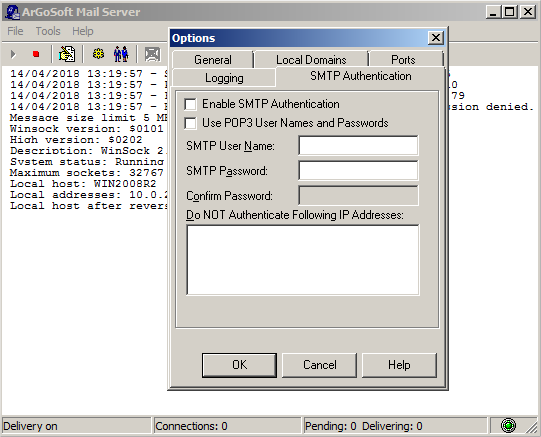 ArGoSoft Mail Server
File Tools Help
Options
General Local Domains Ports
Logging SMTP Authentication
Enable SMTP Authentication
Use POP3 User Names and Passwords
SMTP User Name:
SMTP Password:
Confirm Password:
Do NOT Authenticate Following IP Addresses:
OK Cancel Help
14/04/2018 13:19:57 -
14/04/2018 13:19:57 -
14/04/2018 13:19:57 - 79
14/04/2018 13:19:57 - denied.
Message size limit 5
Winsock version: $0101
High version: $0202
Description: WinSock 2.
System status: Running
Maximum sockets: 32767
Local host: WIN2008R2
Local addresses: 10.0.
Local host after
Delivery on Connections: 0 Pending: 0 Delivering: 0